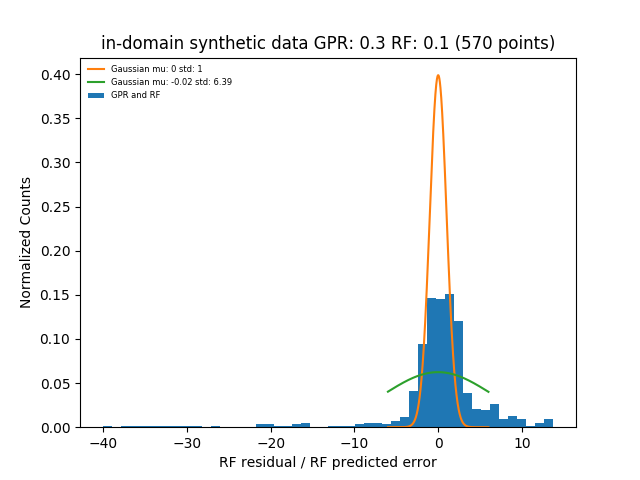 in-domain synthetic data GPR: 0.3 RF: 0.1 (570 points)
Gaussian mu: 0 std: 1
Gaussian mu: -0.02 std: 6.39
GPR and RF
Normalized Counts
0.40
0.35
0.30
0.25
0.20
0.15
0.10
0.05
0.00
−40 −30 −20 −10 0 10
RF residual / RF predicted error